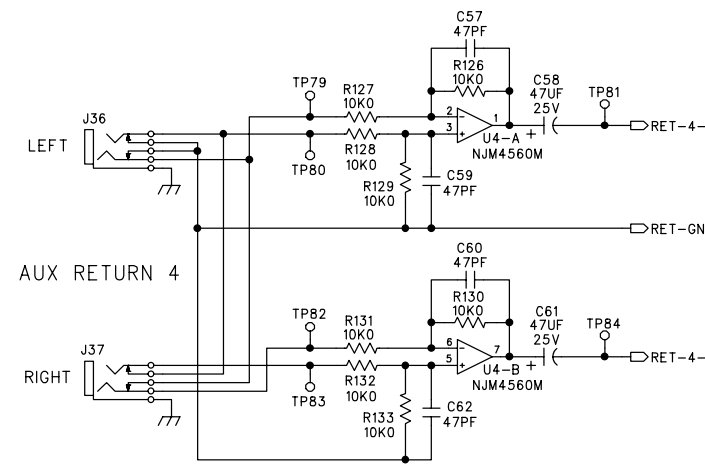 C57
47PF
R126
10K0
TP79
R127
10K0
C58
47UF
25V
TP81
J36
LEFT
2
3
1
U4-A
NJM4560M
+
RET-4-
R128
10K0
TP80
R129
10K0
C59
47PF
RET-GN
AUX RETURN 4
C60
47PF
R130
10K0
TP82
R131
10K0
C61
47UF
25V
TP84
J37
RIGHT
6
5
7
U4-B
NJM4560M
+
RET-4-
R132
10K0
TP83
R133
10K0
C62
47PF